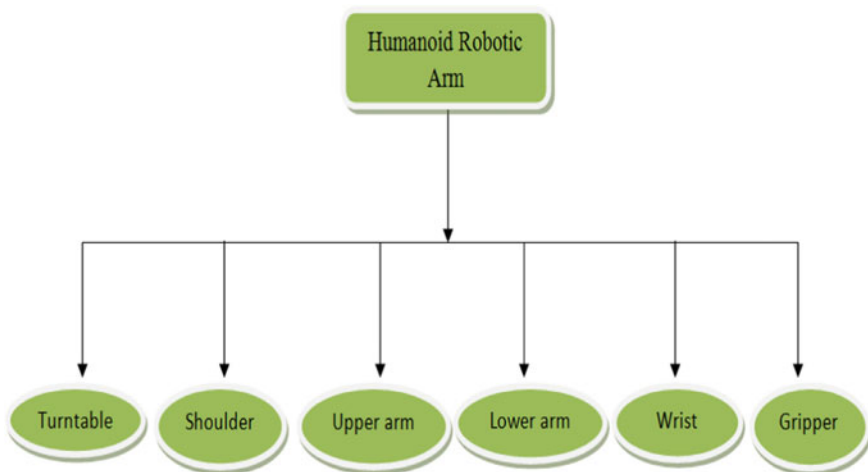 Humanoid Robotic
Arm
Turntable
Shoulder
Upper arm
Lower arm
Wrist
Gripper